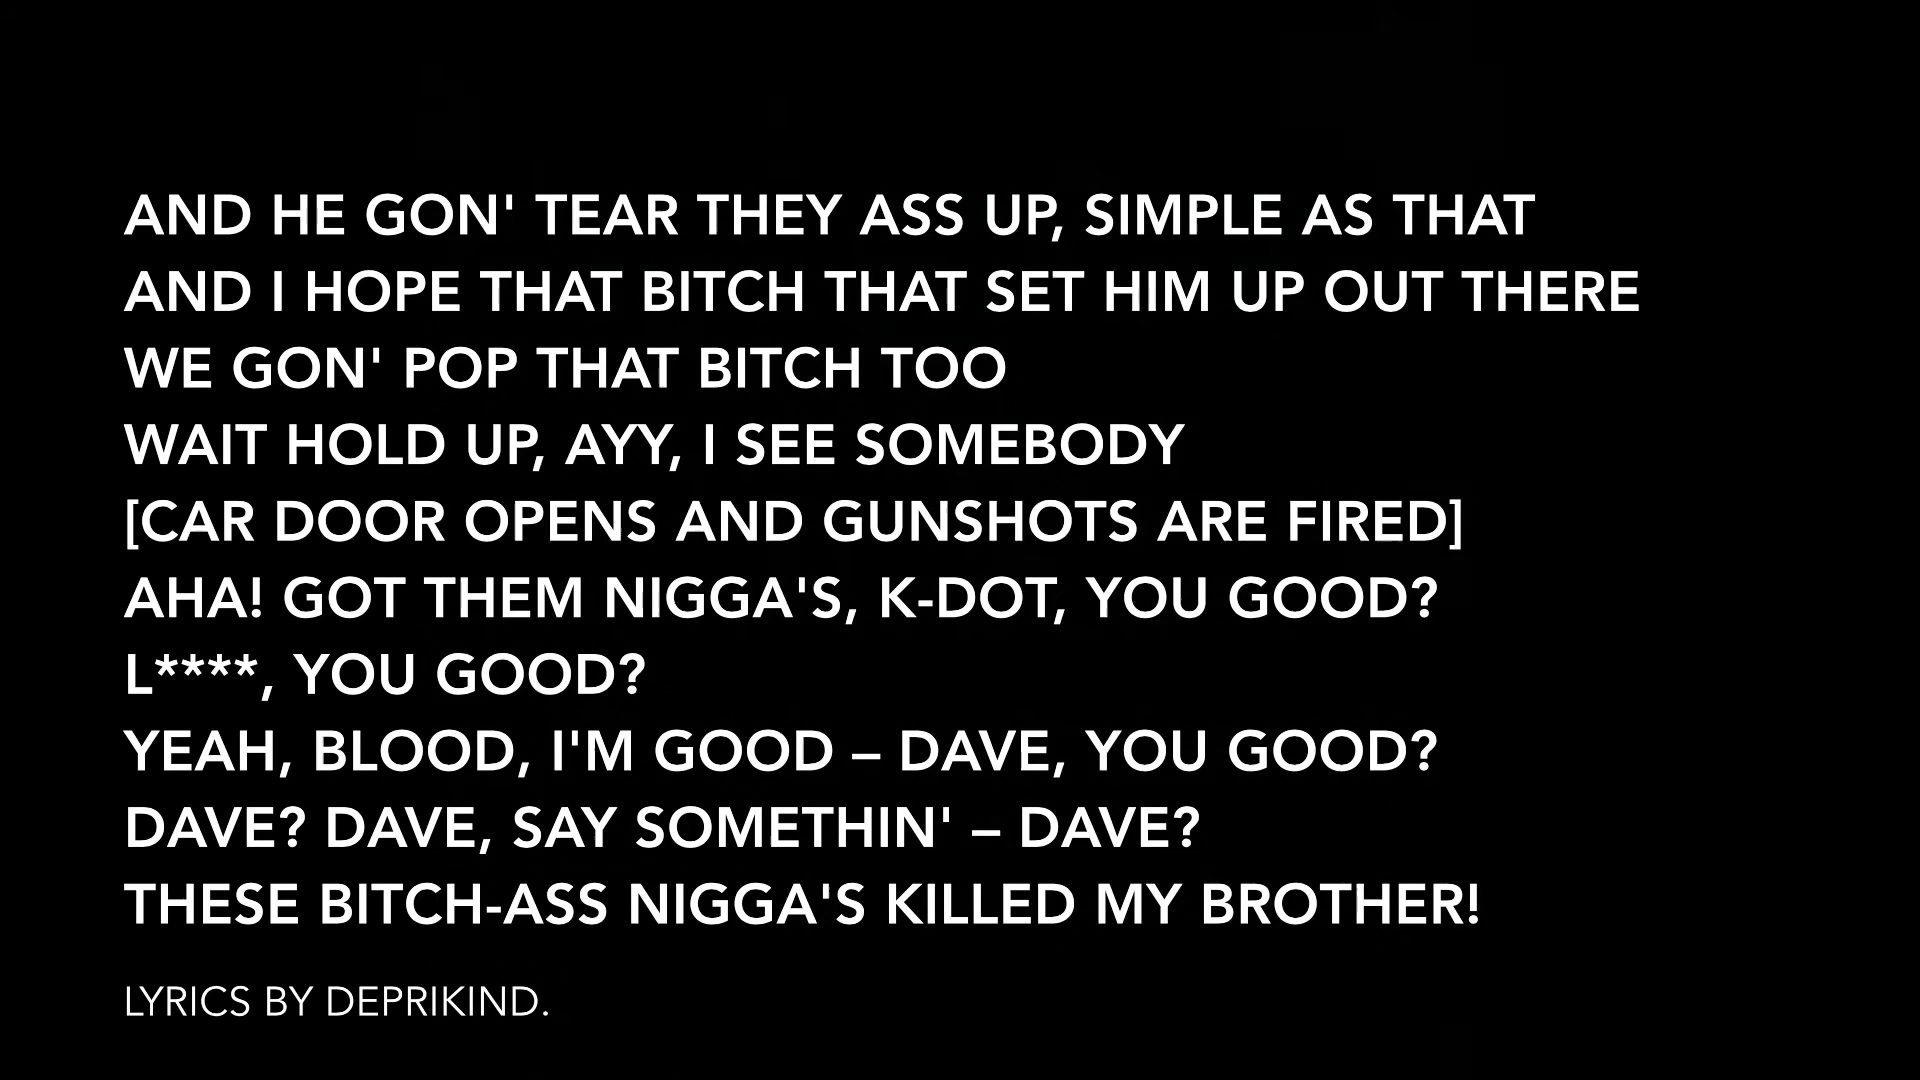 AND HE GON' TEAR THEY ASS UP, SIMPLE AS THAT
AND I HOPE THAT BITCH THAT SET HIM UP OUT THERE
WE GON' POP THAT BITCH TOO
WAIT HOLD UP, AYY, I SEE SOMEBODY
[CAR DOOR OPENS AND GUNSHOTS ARE FIRED]
AHA! GOT THEM NIGGA'S, K-DOT, YOU GOOD?
L****, YOU GOOD?
YEAH, BLOOD, I'M GOOD – DAVE, YOU GOOD?
DAVE? DAVE, SAY SOMETHIN' – DAVE?
THESE BITCH-ASS NIGGA'S KILLED MY BROTHER!
LYRICS BY DEPRIKIND.